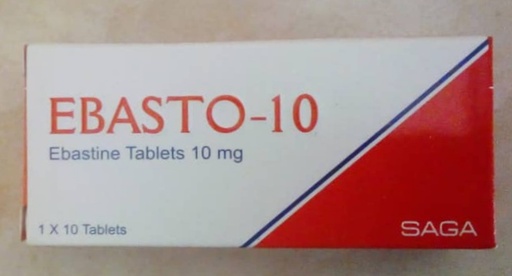 EBASTO-10
Ebastine Tablets 10 mg
1 X 10 Tablets
SAGA